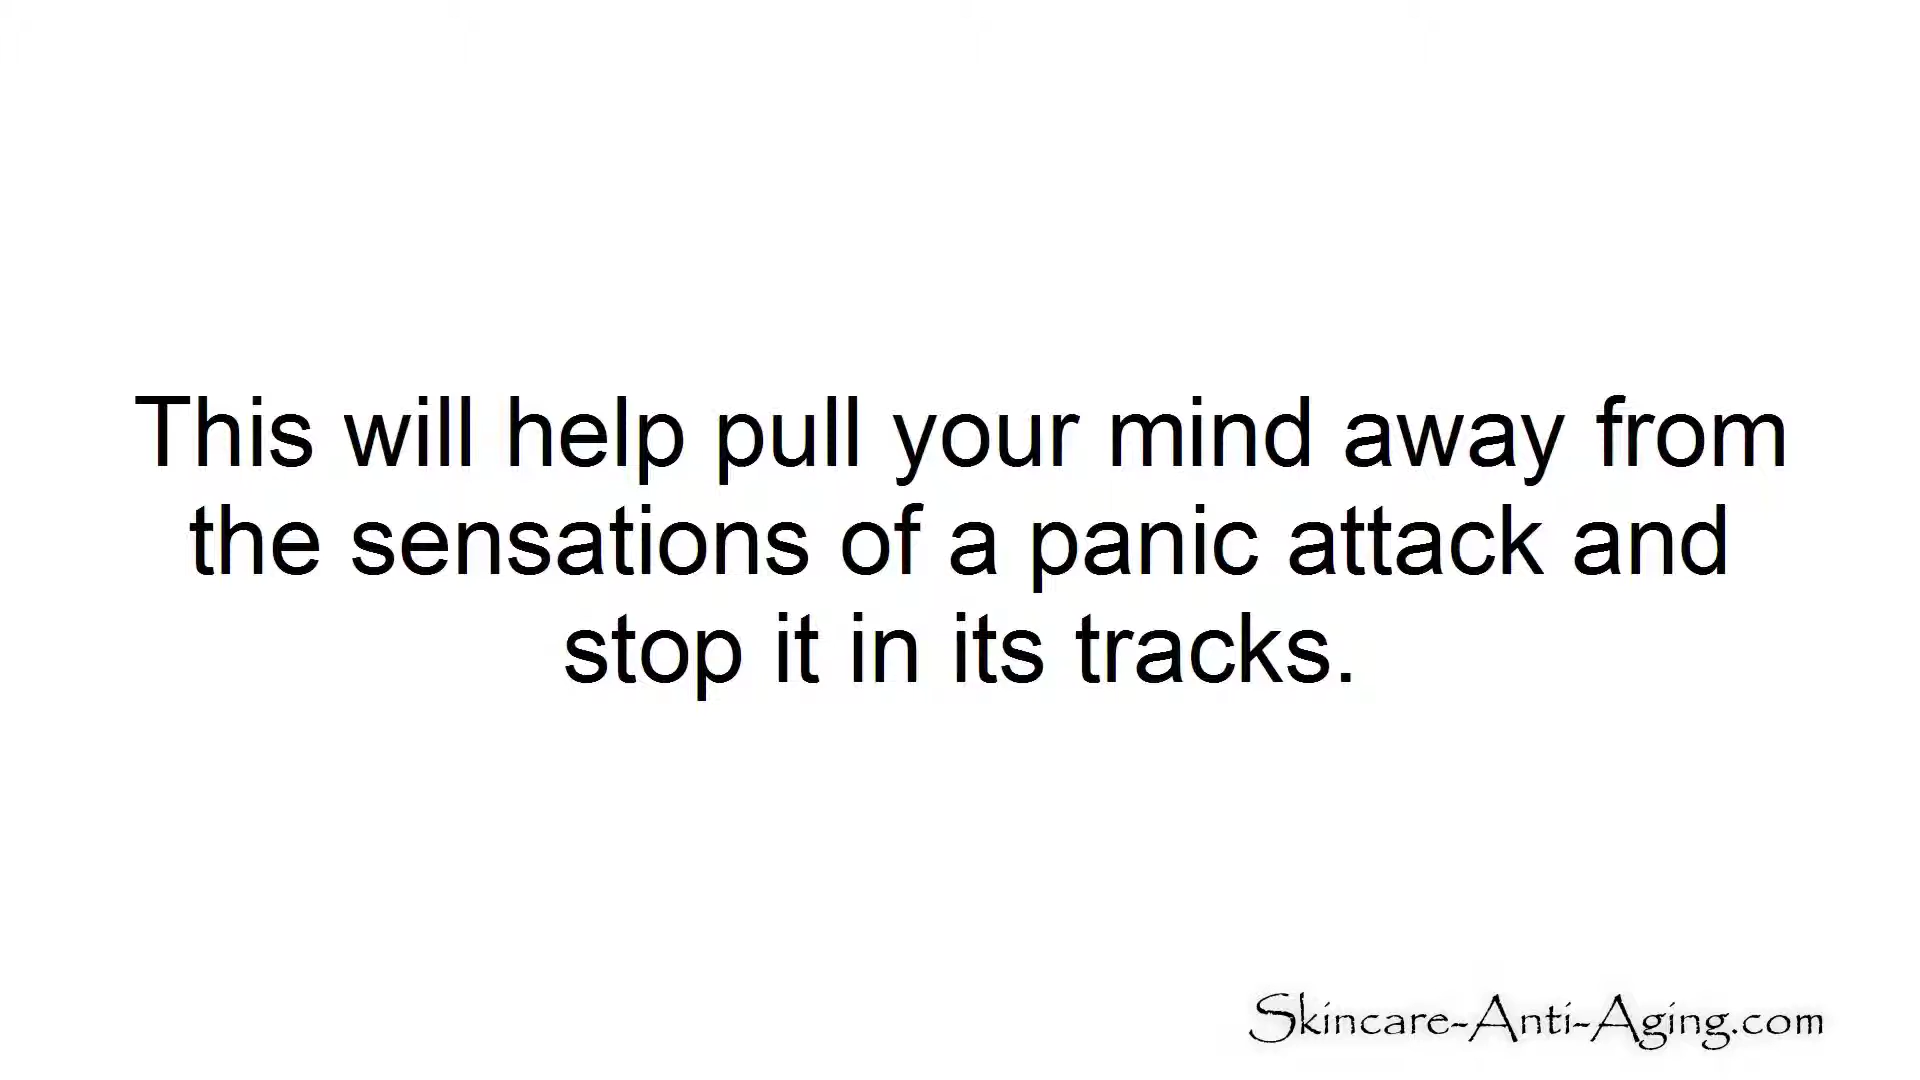 This will help pull your mind away from
the sensations of a panic attack and
stop it in its tracks.
Skincare-Anti-Aging.com